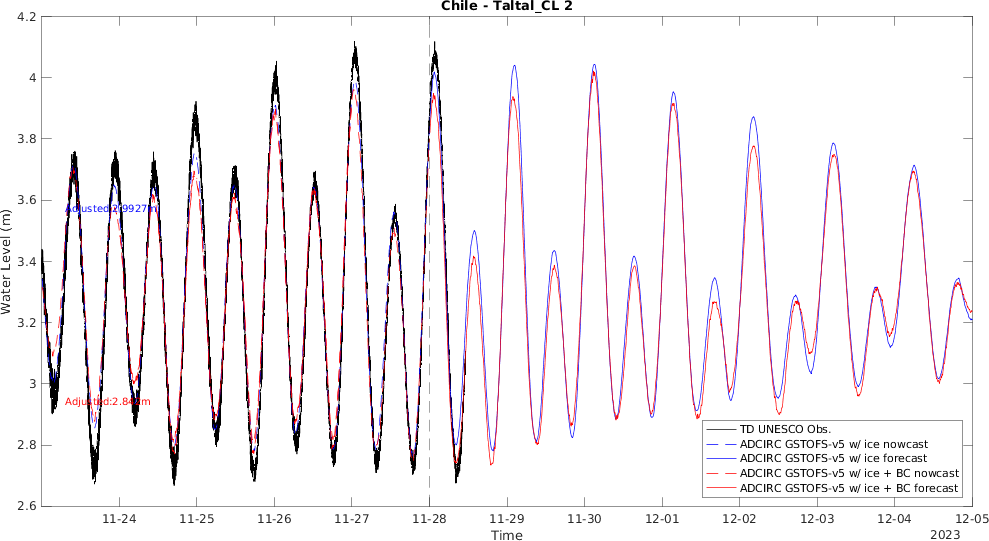 Chile - Taltal_CL 2
4.2
4
3.8
3.6
3.4
3.2
3
2.8
2.6
Water Level (m)
Adjusted:2.9927m
11-24
11-25
11-26
11-27
11-28
11-29
11-30
12-01
12-02
12-03
12-04
12-05
2023
Time
TD UNESCO Obs.
ADCIRC GSTOFS-v5 w/ ice nowcast
ADCIRC GSTOFS-v5 w/ ice forecast
ADCIRC GSTOFS-v5 w/ ice + BC nowcast
ADCIRC GSTOFS-v5 w/ ice + BC forecast